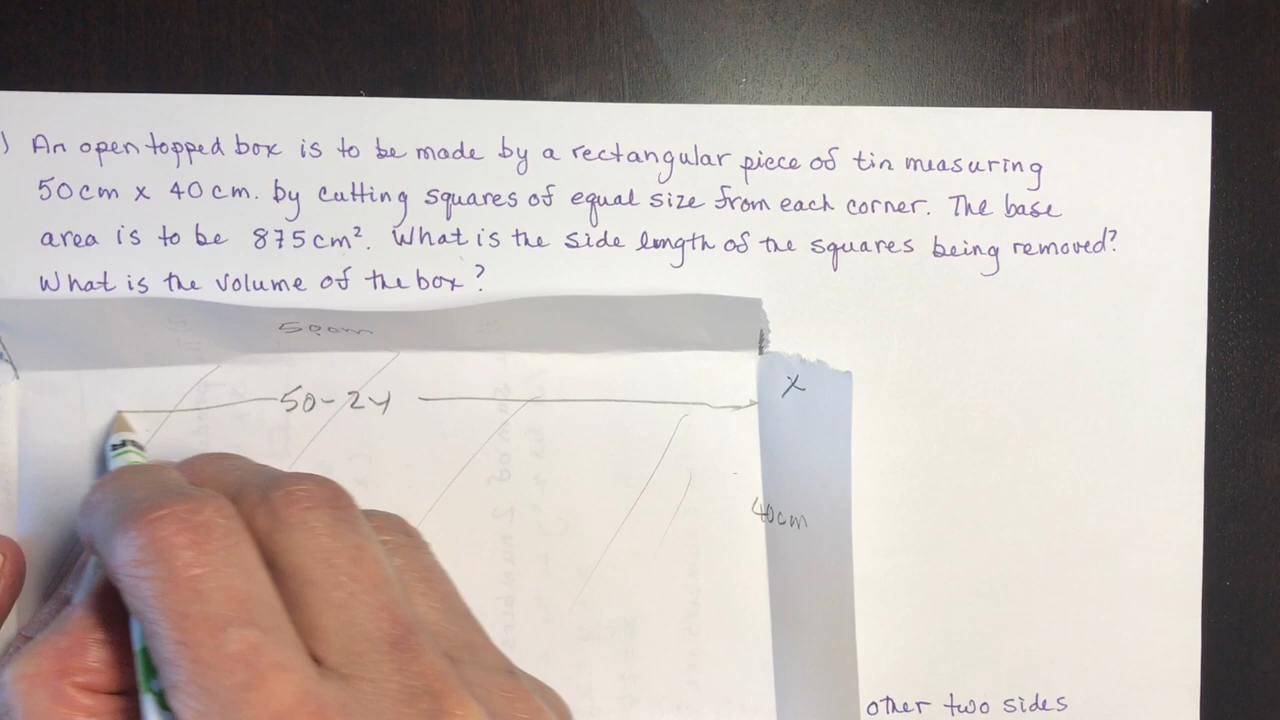 ) An open topped box is to be made by a rectangular piece of tin measuring
50cm x 40cm. by cutting squares of equal size from each corner. The base
area is to be 875cm². What is the side length of the squares being removed?
What is the volume of the box?
50cm
x
50-2x
40cm
other two sides